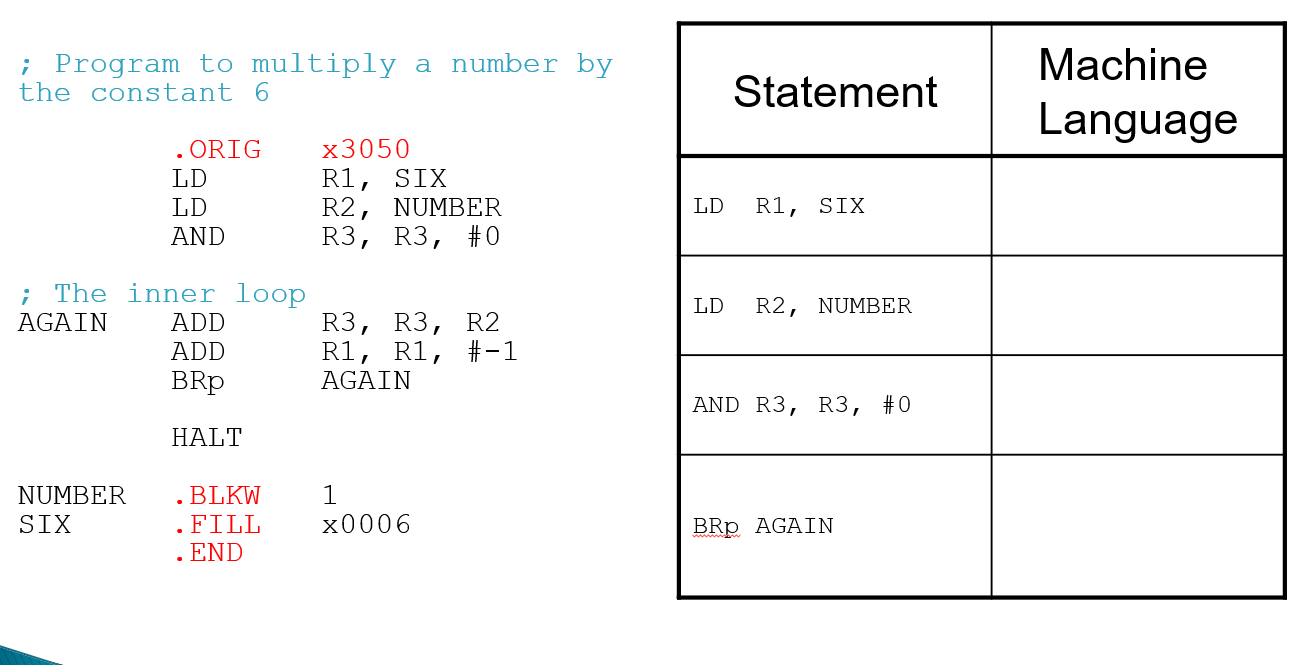 ; Program to multiply a number by
the constant 6
.ORIG x3050
LD R1, SIX
LD R2, NUMBER
AND R3, R3, #0
; The inner loop
AGAIN ADD R3, R3, R2
ADD R1, R1, #-1
BRp AGAIN
HALT
NUMBER .BLKW 1
SIX .FILL x0006
.END
Statement
Machine
Language
LD R1, SIX
LD R2, NUMBER
AND R3, R3, #0
BRp AGAIN